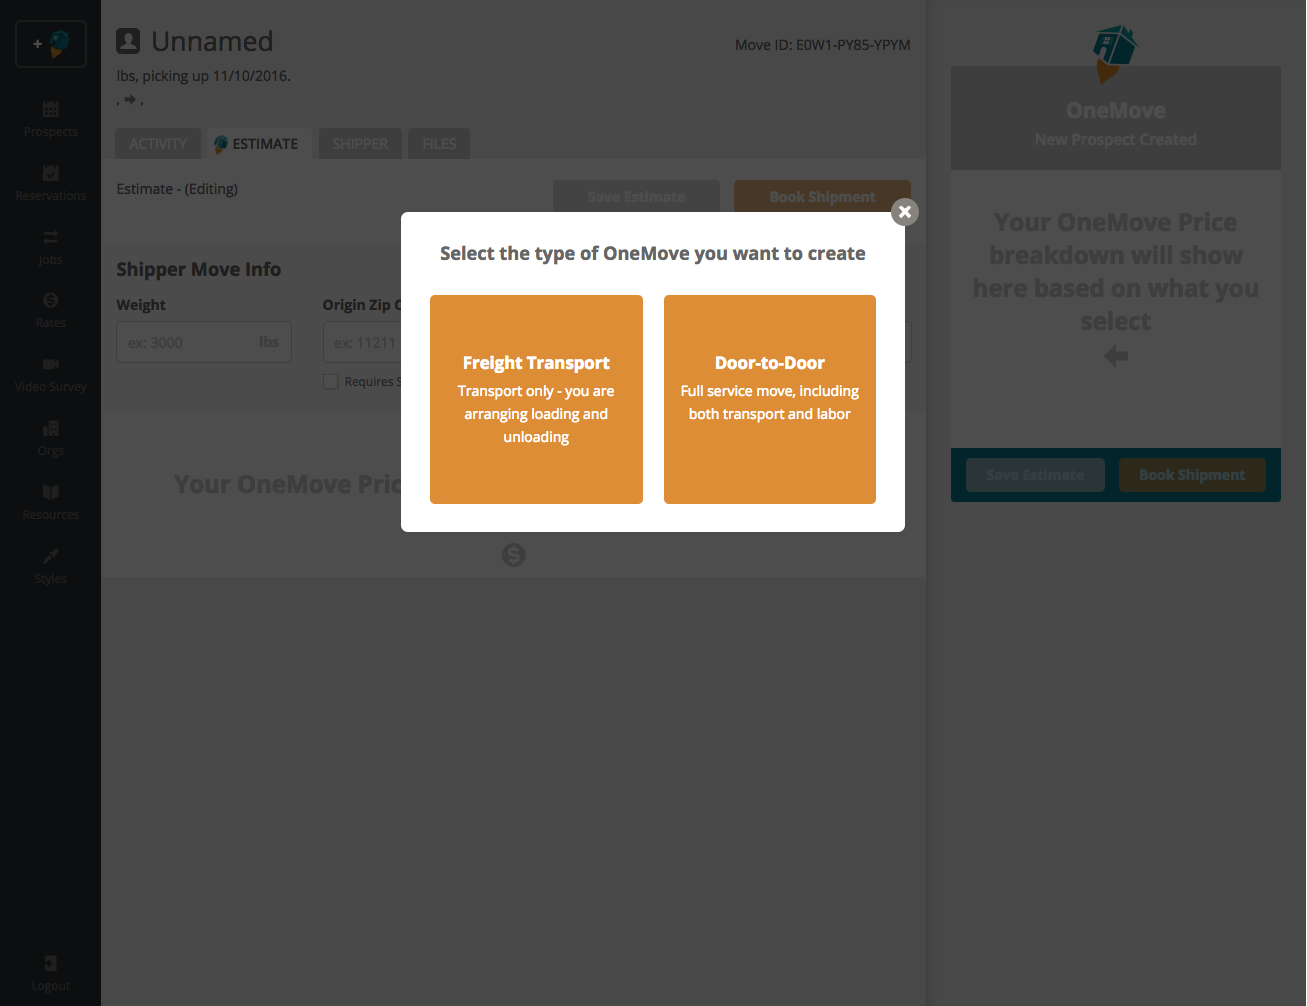 +
Prospects
Reservations
Jobs
Rates
Video Survey
Orgs
Resources
Styles
Logout
Unnamed
Move ID: E0W1-PY85-YPYM
lbs, picking up 11/10/2016.
, ,
ACTIVITY
ESTIMATE
SHIPPER
FILES
Estimate - (Editing)
Save Estimate
Book Shipment
Shipper Move Info
Weight
Origin Zip C
ex: 3000
lbs
ex: 11211
Requires S
Your OneMove Pric
$
Select the type of OneMove you want to create
Freight Transport
Transport only - you are
arranging loading and
unloading
Door-to-Door
Full service move, including
both transport and labor
OneMove
New Prospect Created
Your OneMove Price
breakdown will show
here based on what you
select
Save Estimate
Book Shipment